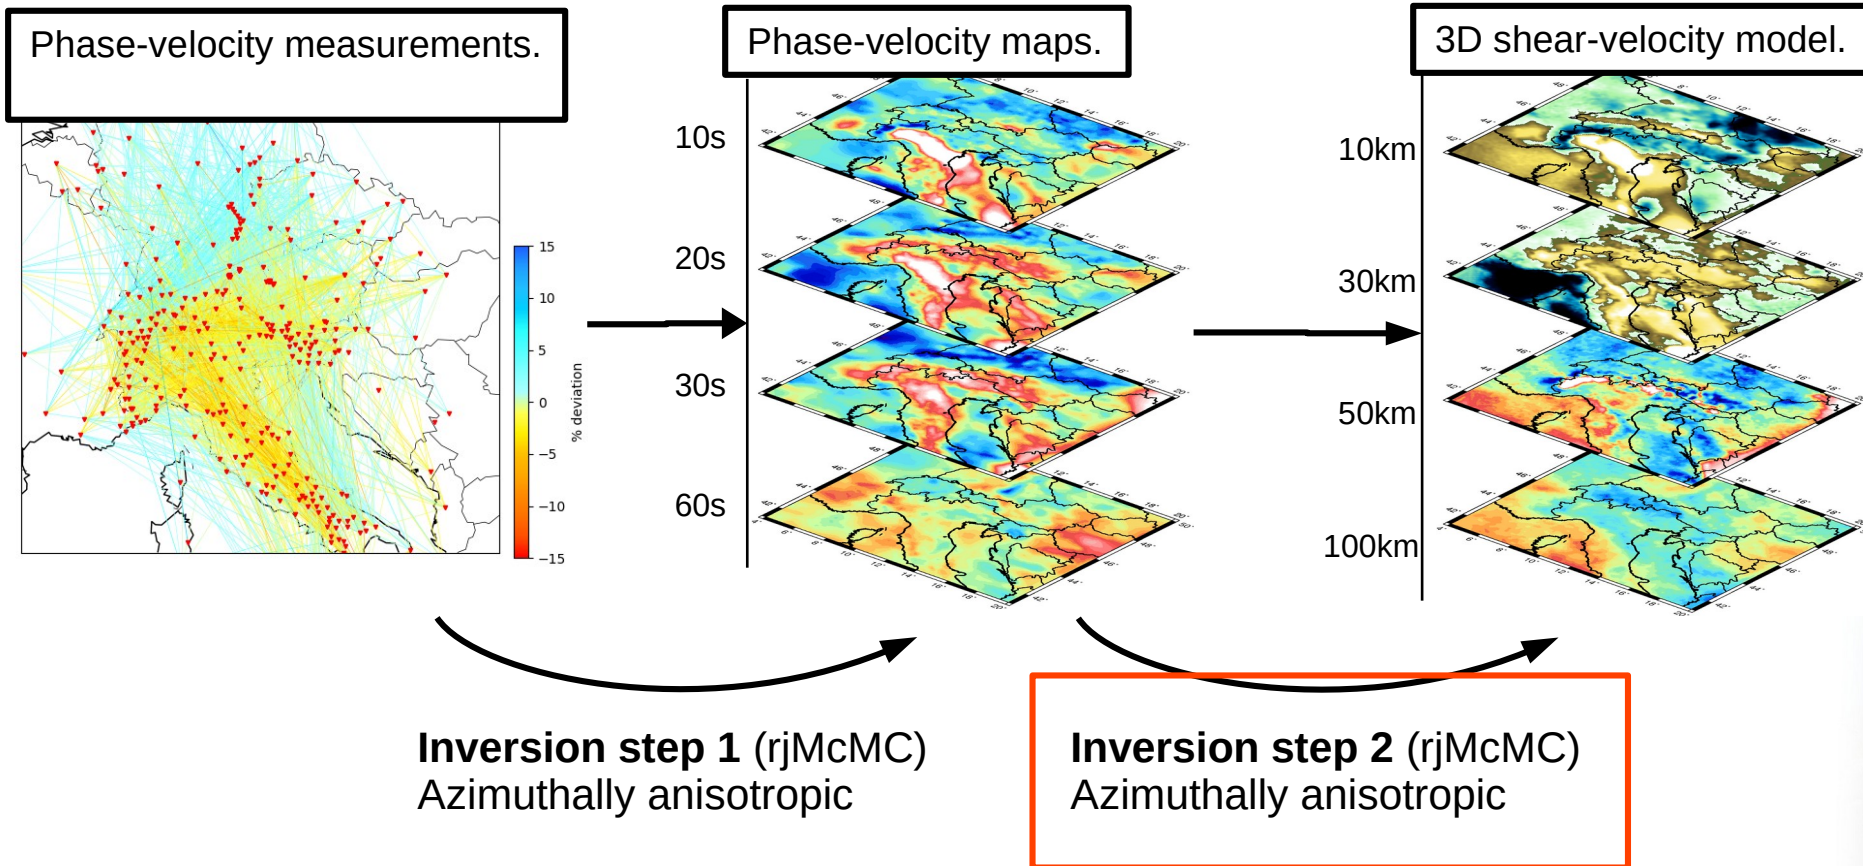 Phase-velocity measurements.
Phase-velocity maps.
3D shear-velocity model.
10s
20s
30s
60s
10km
30km
50km
100km
15
10
5
0
−5
−10
−15
% deviation
Inversion step 1 (rjMcMC)
Azimuthally anisotropic
Inversion step 2 (rjMcMC)
Azimuthally anisotropic